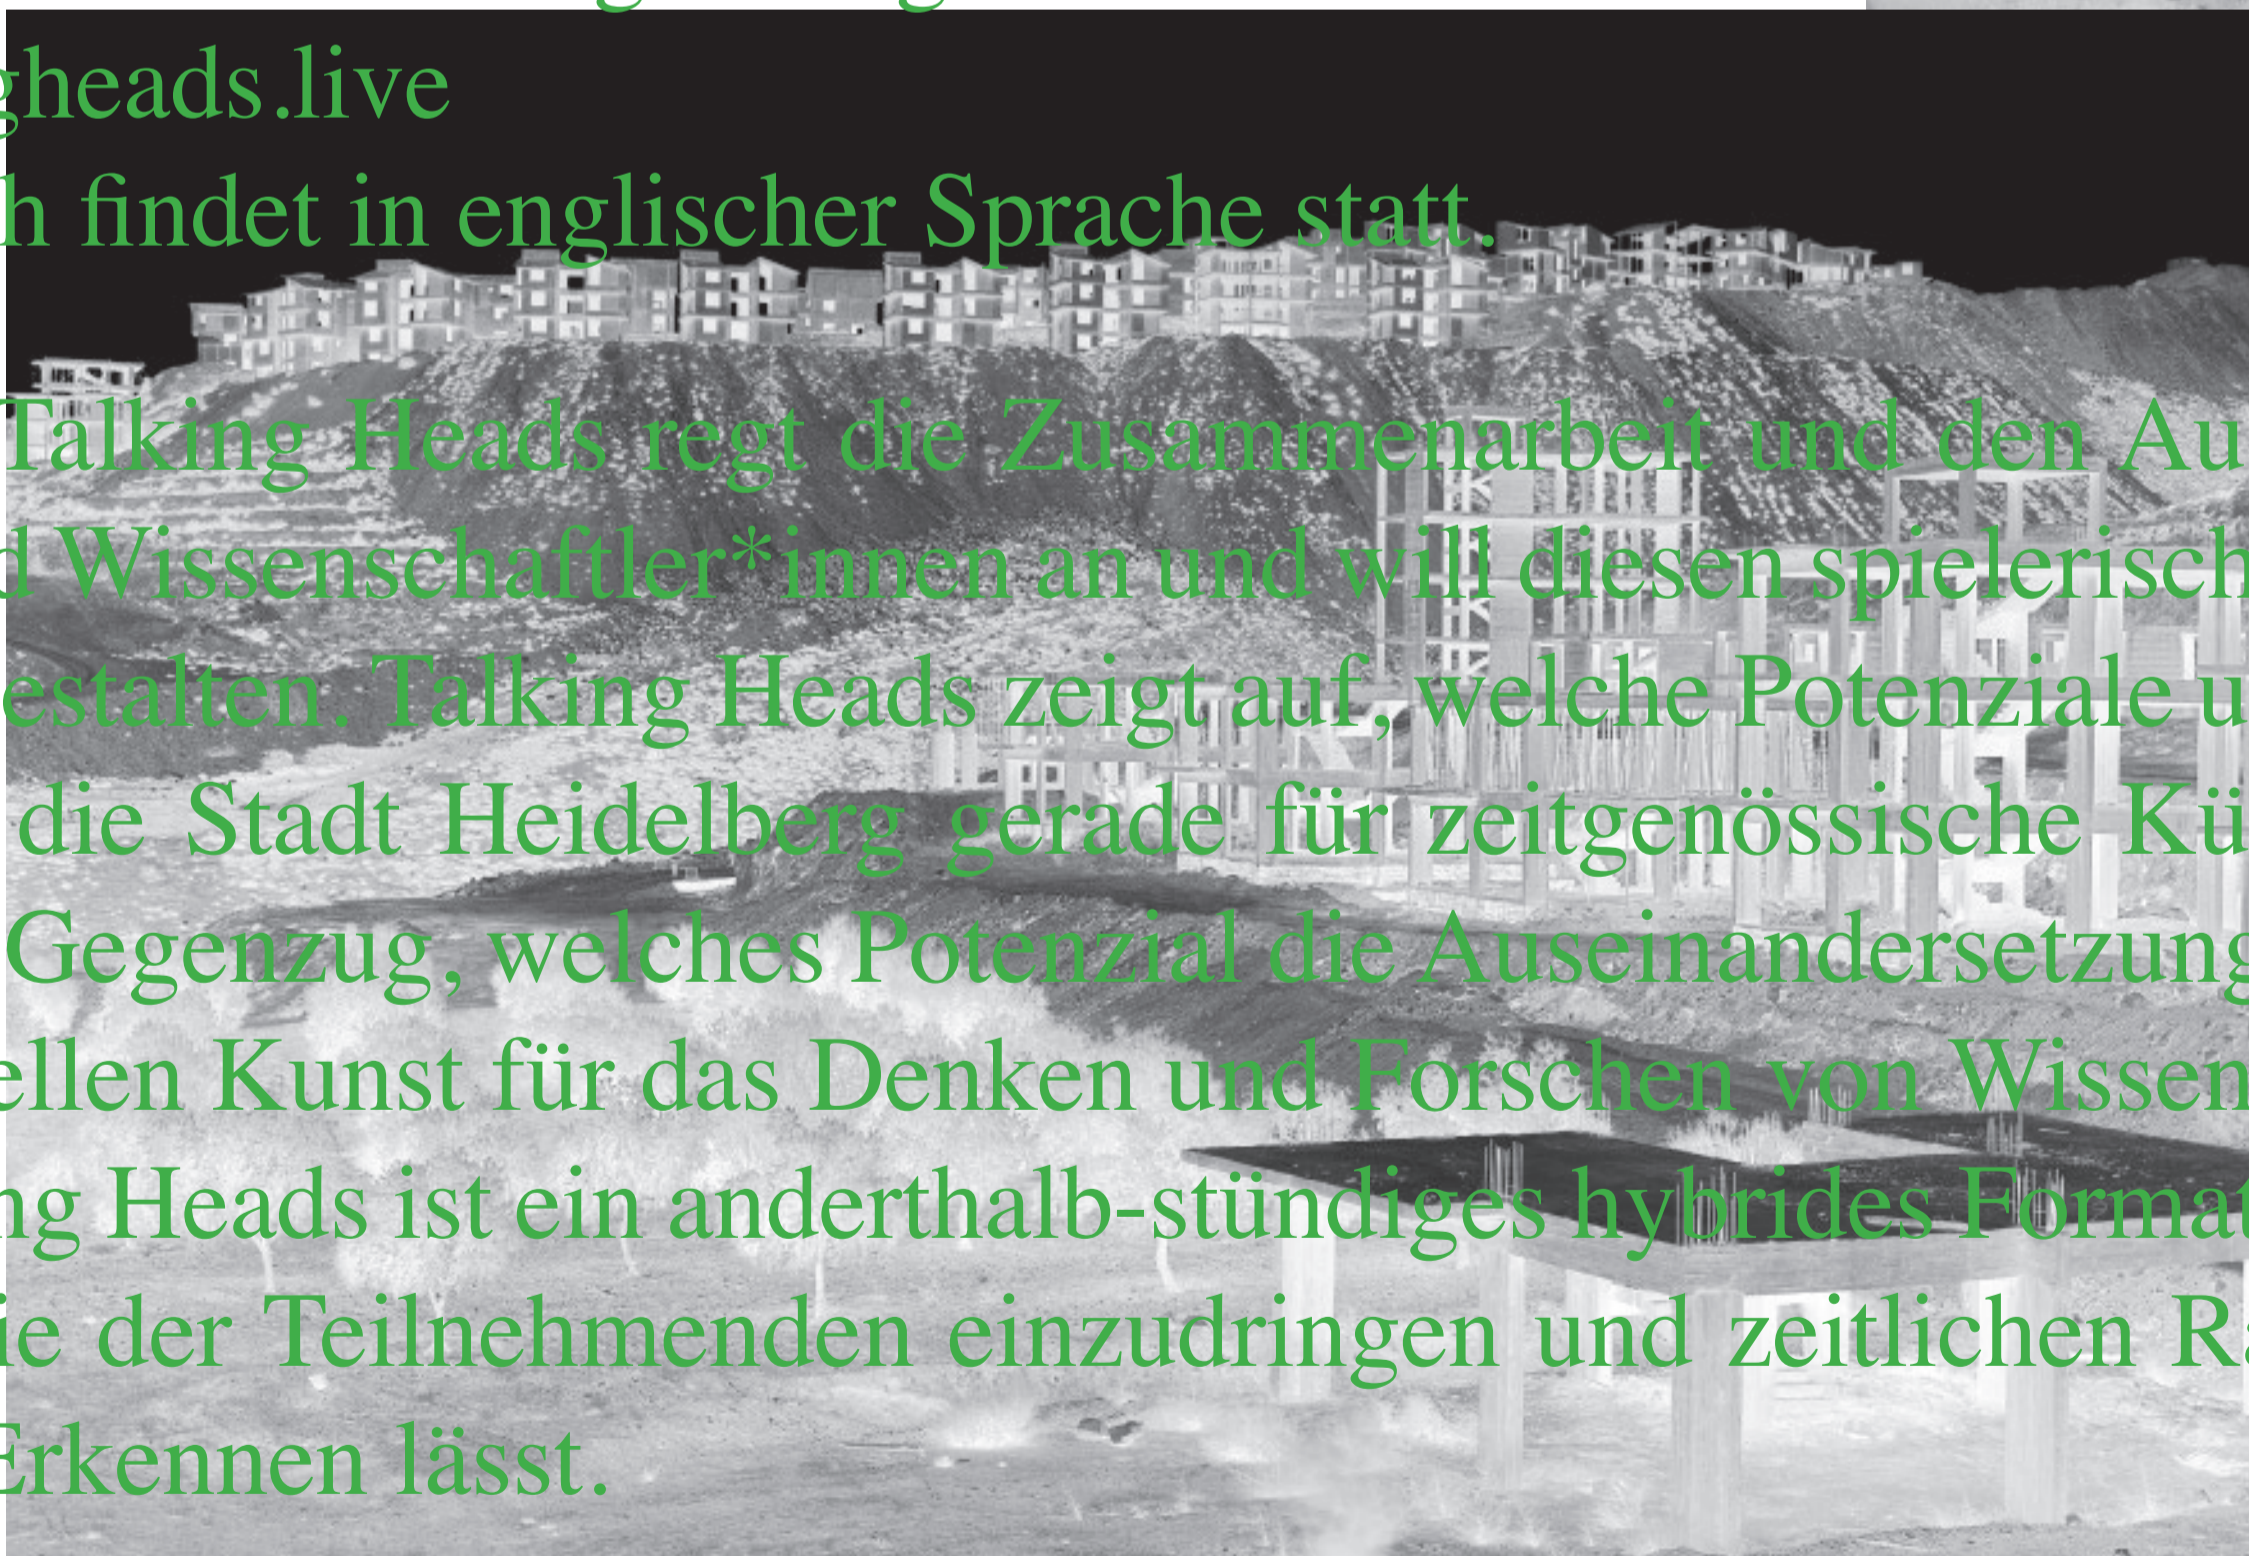 gheads.live
h findet in englischer Sprache statt.
Talking Heads regt die Zusammenarbeit und den Au
d Wissenschaftler*innen an und will diesen spielerisch
estalten. Talking Heads zeigt auf, welche Potenziale u
die Stadt Heidelberg gerade für zeitgenössische Kü
Gegenzug, welches Potenzial die Auseinandersetzung
ellen Kunst für das Denken und Forschen von Wissen
ng Heads ist ein anderthalb-stündiges hybrides Format
ie der Teilnehmenden einzudringen und zeitlichen Ra
Erkennen lässt.